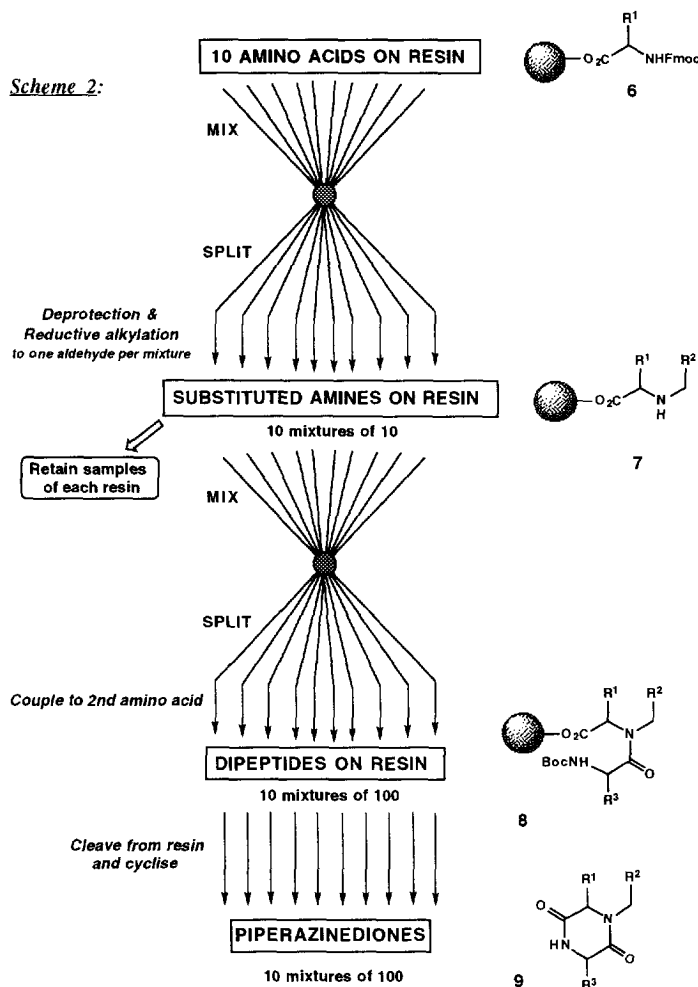 Scheme 2:
10 AMINO ACIDS ON RESIN
R¹
O₂C NHFmoc
6
MIX
SPLIT
Deprotection &
Reductive alkylation
to one aldehyde per mixture
SUBSTITUTED AMINES ON RESIN
10 mixtures of 10
R¹ R²
O₂C N
H
7
Retain samples
of each resin
MIX
SPLIT
Couple to 2nd amino acid
DIPEPTIDES ON RESIN
10 mixtures of 100
R¹ R²
O₂C N
BocNH O
R³
8
Cleave from resin
and cyclise
PIPERAZINEDIONES
10 mixtures of 100
R¹ R²
O N
HN O
R³
9